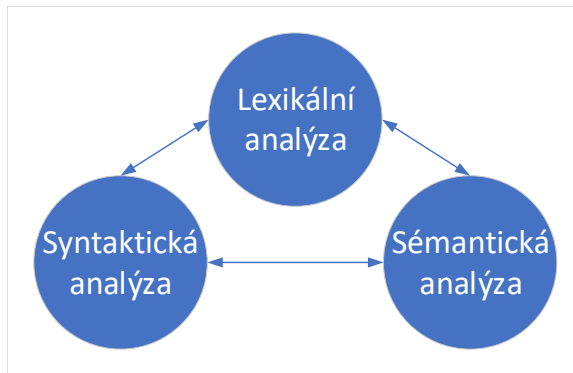 Lexikální
analýza
Syntaktická
analýza
Sémantická
analýza